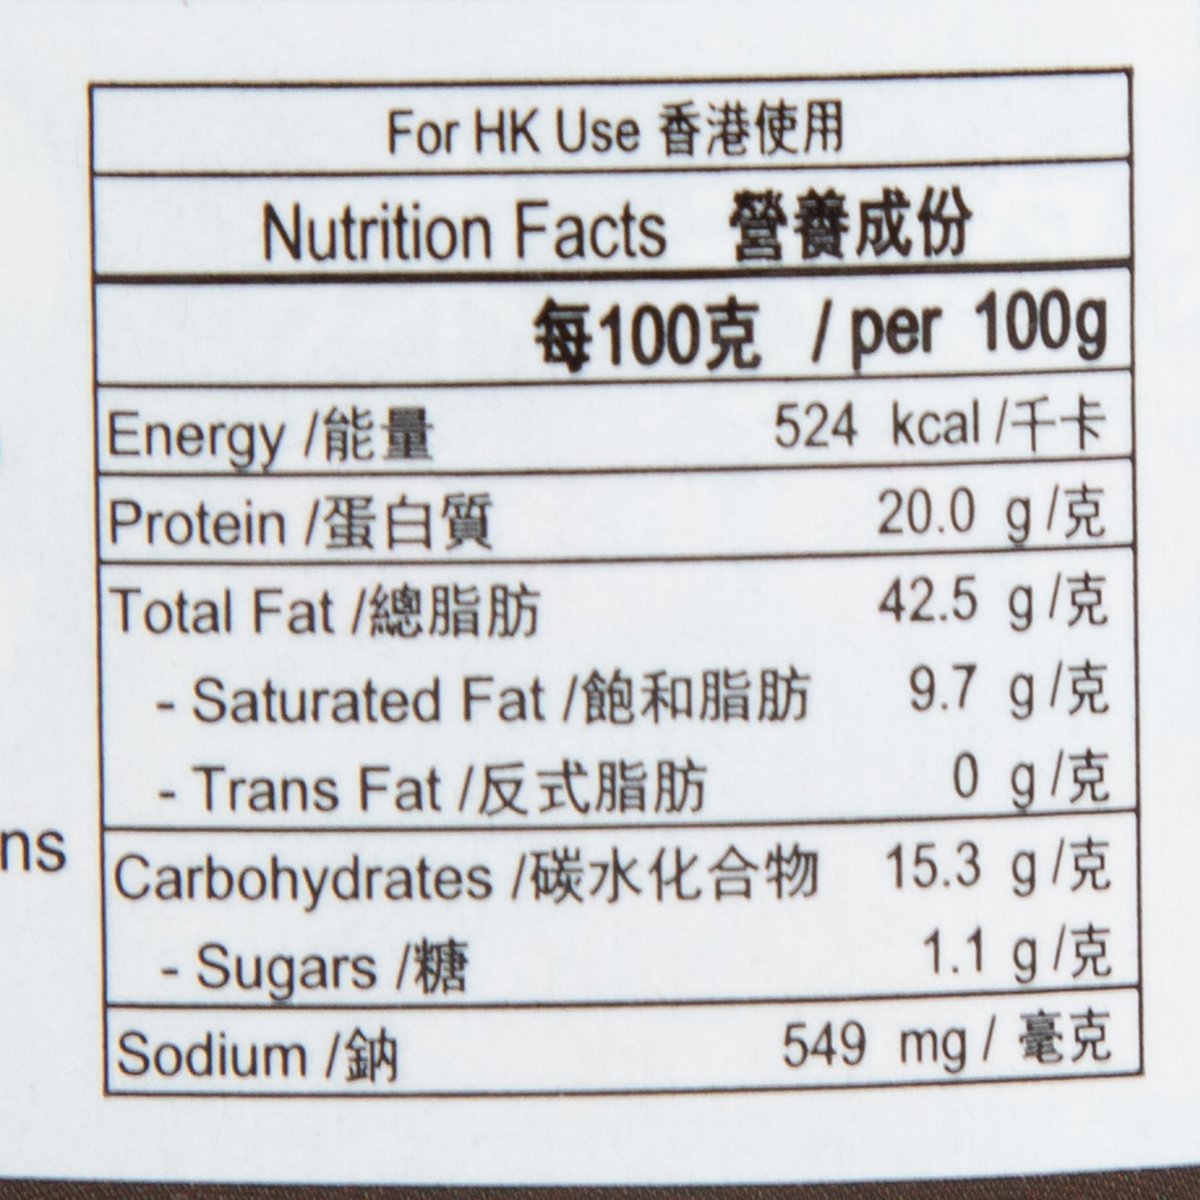 For HK Use 香港使用
Nutrition Facts 營養成份
每100克 / per 100g
Energy /能量 524 kcal /千卡
Protein /蛋白質 20.0 g /克
Total Fat /總脂肪 42.5 g /克
- Saturated Fat /飽和脂肪 9.7 g /克
- Trans Fat /反式脂肪 0 g /克
ns
Carbohydrates /碳水化合物 15.3 g /克
- Sugars /糖 1.1 g /克
Sodium /鈉 549 mg / 毫克